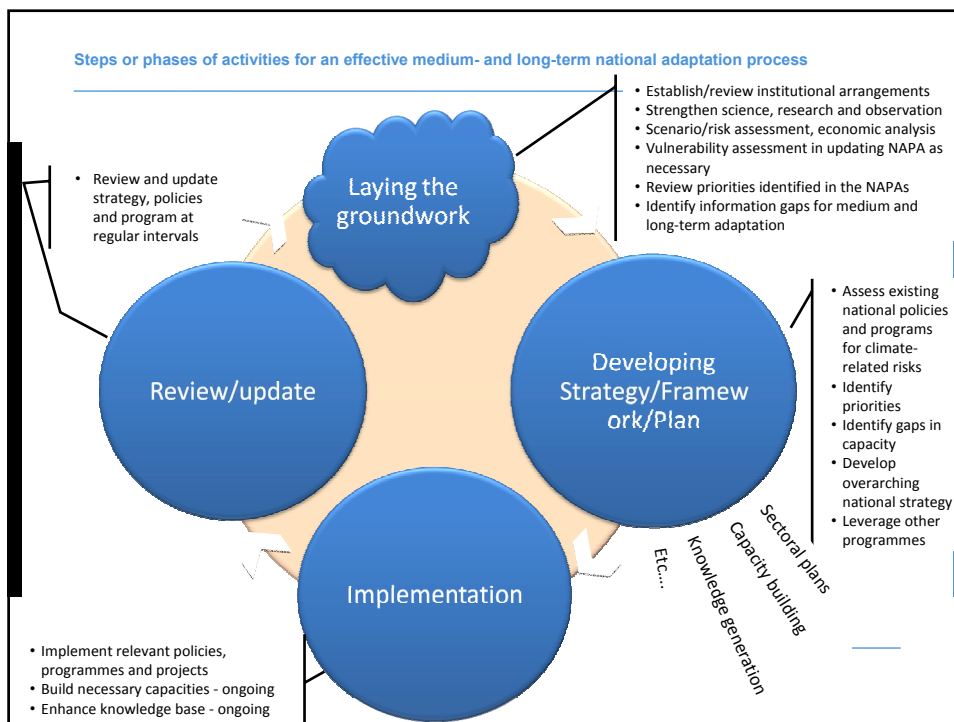 Steps or phases of activities for an effective medium- and long-term national adaptation process
• Establish/review institutional arrangements
• Strengthen science, research and observation
• Scenario/risk assessment, economic analysis
• Vulnerability assessment in updating NAPA as
necessary
• Review priorities identified in the NAPAs
• Identify information gaps for medium and
long-term adaptation
Laying the
groundwork
• Review and update
strategy, policies
and program at
regular intervals
Review/update
Developing
Strategy/Framew
ork/Plan
• Assess existing
national policies
and programs
for climate-
related risks
• Identify
priorities
• Identify gaps in
capacity
• Develop
overarching
national strategy
• Leverage other
programmes
Sectoral plans
Capacity building
Knowledge generation
Etc....
Implementation
• Implement relevant policies,
programmes and projects
• Build necessary capacities - ongoing
• Enhance knowledge base - ongoing